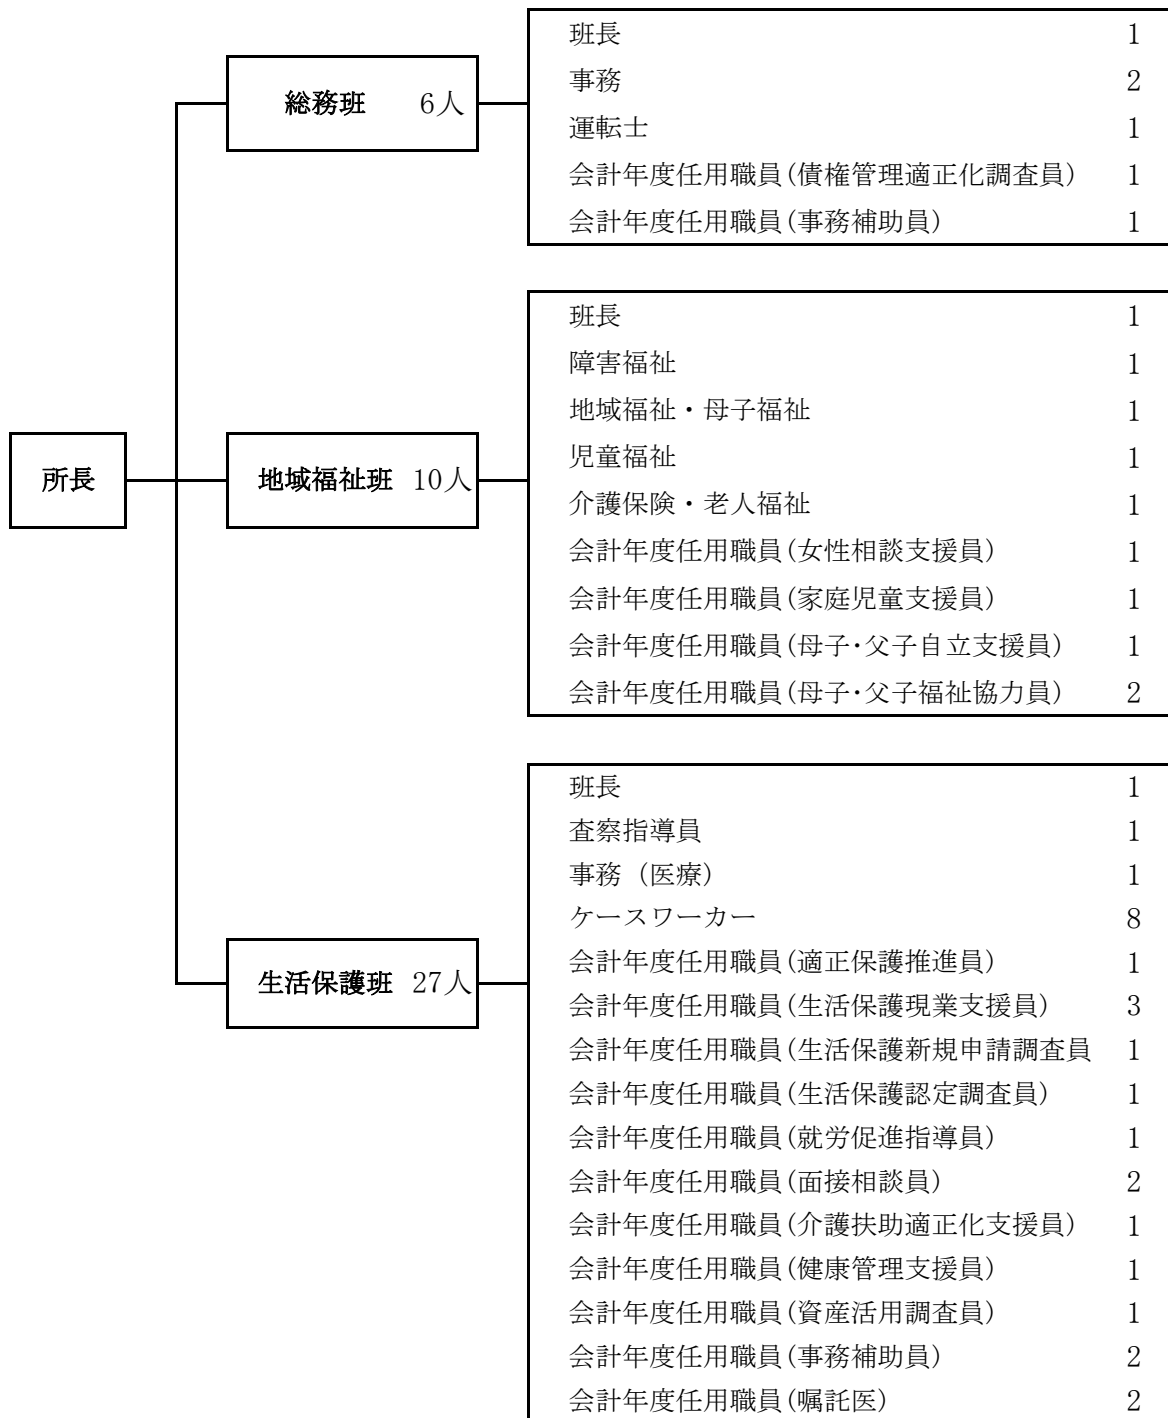 所長
総務班 6人
班長 1
事務 2
運転士 1
会計年度任用職員(債権管理適正化調査員) 1
会計年度任用職員(事務補助員) 1
地域福祉班 10人
班長 1
障害福祉 1
地域福祉・母子福祉 1
児童福祉 1
介護保険・老人福祉 1
会計年度任用職員(女性相談支援員) 1
会計年度任用職員(家庭児童支援員) 1
会計年度任用職員(母子・父子自立支援員) 1
会計年度任用職員(母子・父子福祉協力員) 2
生活保護班 27人
班長 1
査察指導員 1
事務（医療） 1
ケースワーカー 8
会計年度任用職員(適正保護推進員) 1
会計年度任用職員(生活保護現業支援員) 3
会計年度任用職員(生活保護新規申請調査員 1
会計年度任用職員(生活保護認定調査員) 1
会計年度任用職員(就労促進指導員) 1
会計年度任用職員(面接相談員) 2
会計年度任用職員(介護扶助適正化支援員) 1
会計年度任用職員(健康管理支援員) 1
会計年度任用職員(資産活用調査員) 1
会計年度任用職員(事務補助員) 2
会計年度任用職員(嘱託医) 2